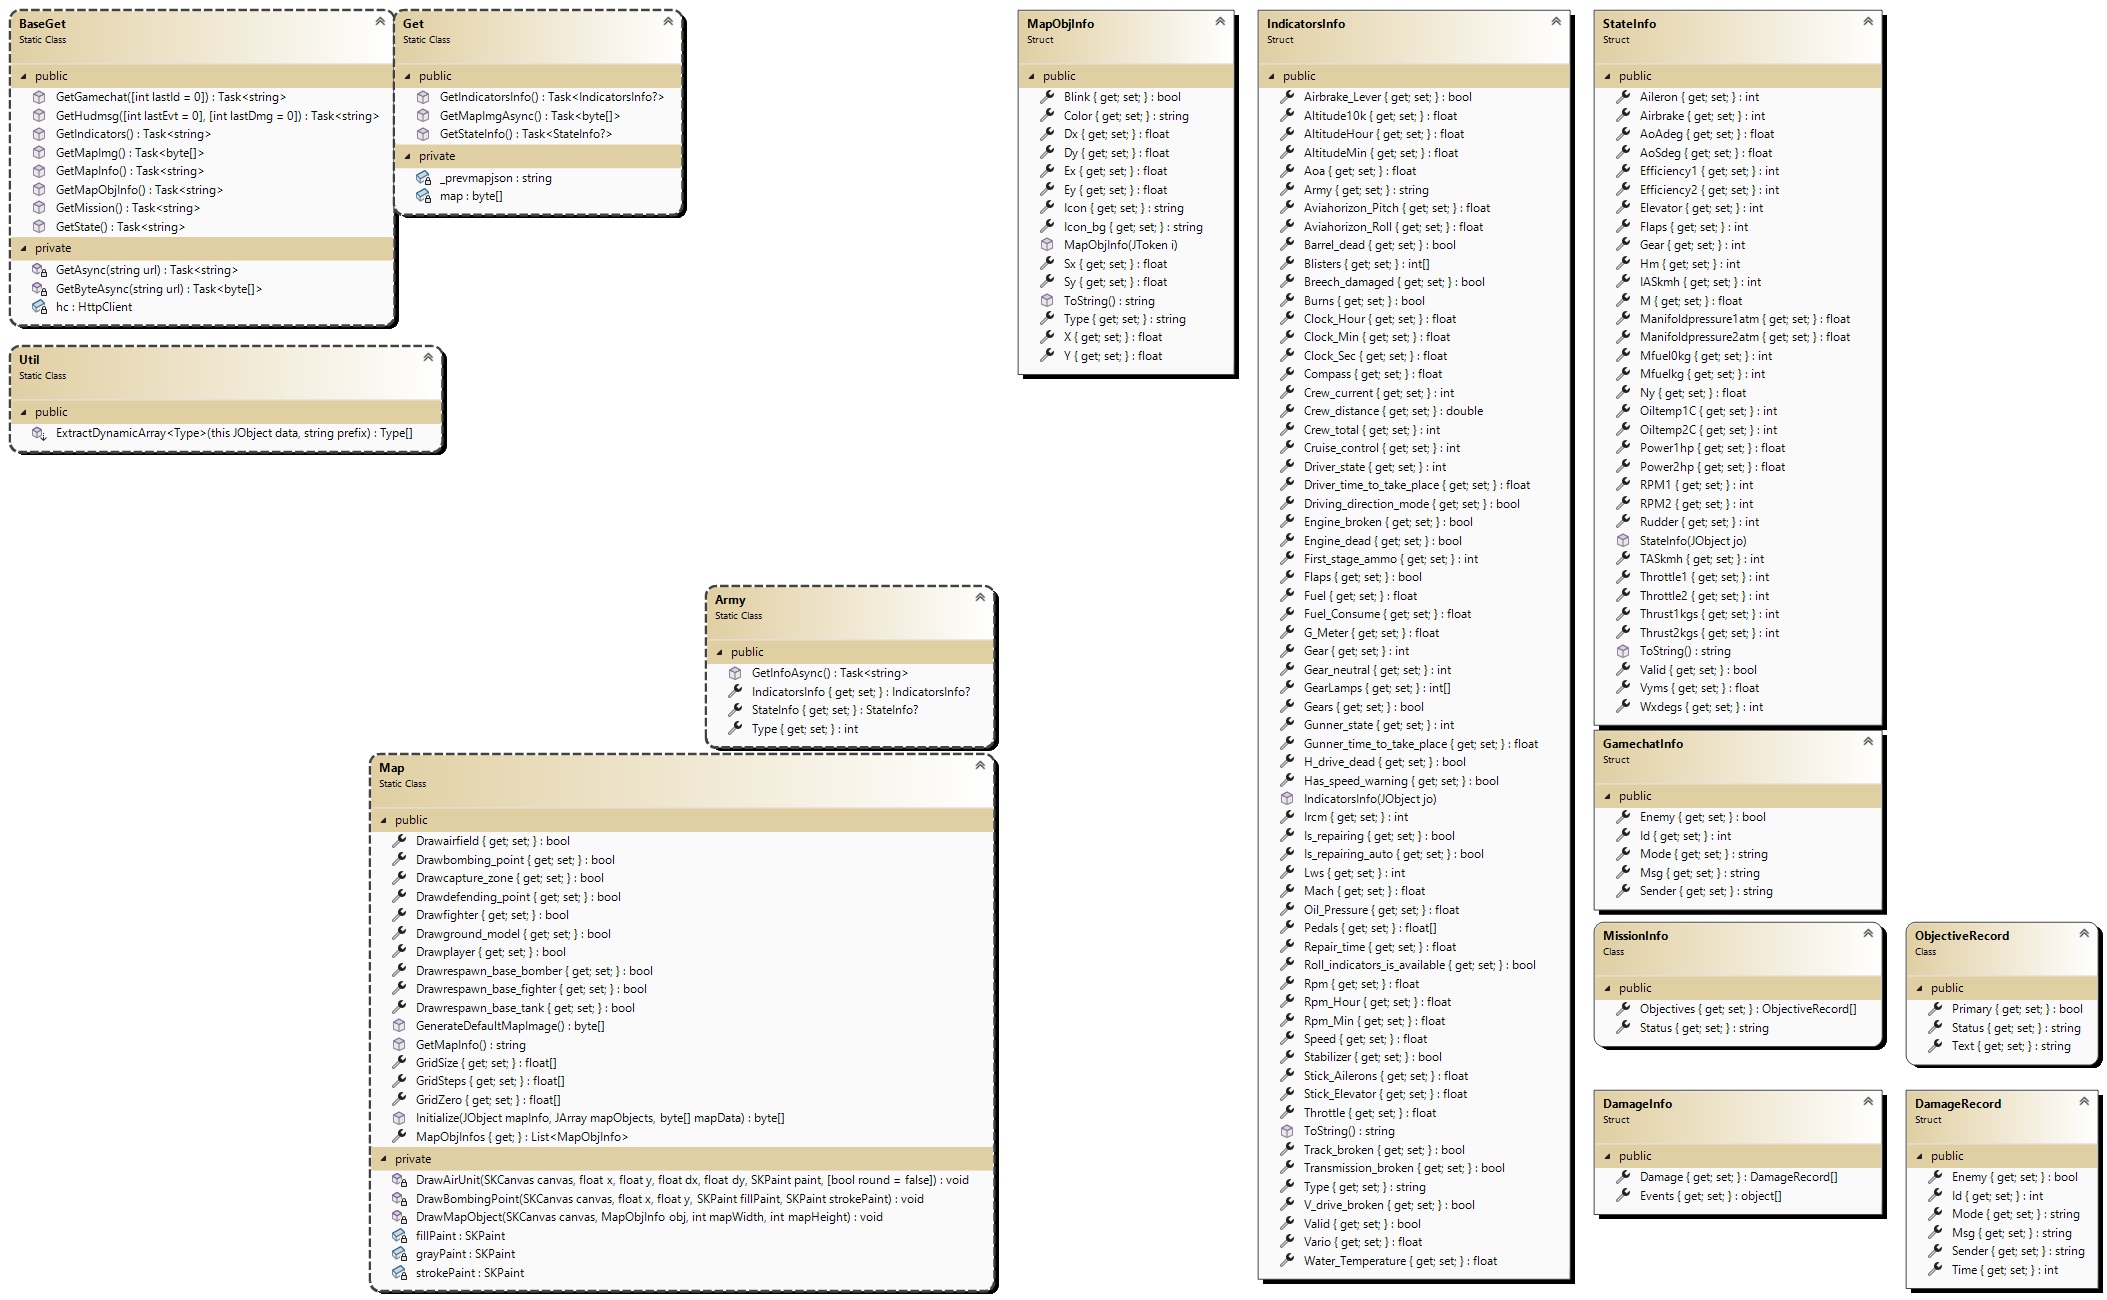 BaseGet
Static Class
public
GetGamechat([int lastId = 0]) : Task<string>
GetHudmsg([int lastEvt = 0], [int lastDmg = 0]) : Task<string>
GetIndicators() : Task<string>
GetMapImg() : Task<byte[]>
GetMapInfo() : Task<string>
GetMapObjInfo() : Task<string>
GetMission() : Task<string>
GetState() : Task<string>
private
GetAsync(string url) : Task<string>
GetByteAsync(string url) : Task<byte[]>
hc : HttpClient
Get
Static Class
public
GetIndicatorsInfo() : Task<IndicatorsInfo?>
GetMapImgAsync() : Task<byte[]>
GetStateInfo() : Task<StateInfo?>
private
_prevmapjson : string
map : byte[]
Util
Static Class
public
ExtractDynamicArray<Type>(this JObject data, string prefix) : Type[]
Army
Static Class
public
GetInfoAsync() : Task<string>
IndicatorsInfo { get; set; } : IndicatorsInfo?
StateInfo { get; set; } : StateInfo?
Type { get; set; } : int
Map
Static Class
public
Drawairfield { get; set; } : bool
Drawbombing_point { get; set; } : bool
Drawcapture_zone { get; set; } : bool
Drawdefending_point { get; set; } : bool
Drawfighter { get; set; } : bool
Drawground_model { get; set; } : bool
Drawplayer { get; set; } : bool
Drawrespawn_base_bomber { get; set; } : bool
Drawrespawn_base_fighter { get; set; } : bool
Drawrespawn_base_tank { get; set; } : bool
GenerateDefaultMapImage() : byte[]
GetMapInfo() : string
GridSize { get; set; } : float[]
GridSteps { get; set; } : float[]
GridZero { get; set; } : float[]
Initialize(JObject mapInfo, JArray mapObjects, byte[] mapData) : byte[]
MapObjInfos { get; } : List<MapObjInfo>
private
DrawAirUnit(SKCanvas canvas, float x, float y, float dx, float dy, SKPaint paint, [bool round = false]) : void
DrawBombingPoint(SKCanvas canvas, float x, float y, SKPaint fillPaint, SKPaint strokePaint) : void
DrawMapObject(SKCanvas canvas, MapObjInfo obj, int mapWidth, int mapHeight) : void
fillPaint : SKPaint
grayPaint : SKPaint
strokePaint : SKPaint
MapObjInfo
Struct
public
Blink { get; set; } : bool
Color { get; set; } : string
Dx { get; set; } : float
Dy { get; set; } : float
Ex { get; set; } : float
Ey { get; set; } : float
Icon { get; set; } : string
Icon_bg { get; set; } : string
MapObjInfo(JToken i)
Sx { get; set; } : float
Sy { get; set; } : float
ToString() : string
Type { get; set; } : string
X { get; set; } : float
Y { get; set; } : float
IndicatorsInfo
Struct
public
Airbrake_Lever { get; set; } : bool
Altitude10k { get; set; } : float
AltitudeHour { get; set; } : float
AltitudeMin { get; set; } : float
Aoa { get; set; } : float
Army { get; set; } : string
Aviahorizon_Pitch { get; set; } : float
Aviahorizon_Roll { get; set; } : float
Barrel_dead { get; set; } : bool
Blisters { get; set; } : int[]
Breech_damaged { get; set; } : bool
Burns { get; set; } : bool
Clock_Hour { get; set; } : float
Clock_Min { get; set; } : float
Clock_Sec { get; set; } : float
Compass { get; set; } : float
Crew_current { get; set; } : int
Crew_distance { get; set; } : double
Crew_total { get; set; } : int
Cruise_control { get; set; } : int
Driver_state { get; set; } : int
Driver_time_to_take_place { get; set; } : float
Driving_direction_mode { get; set; } : bool
Engine_broken { get; set; } : bool
Engine_dead { get; set; } : bool
First_stage_ammo { get; set; } : int
Flaps { get; set; } : bool
Fuel { get; set; } : float
Fuel_Consume { get; set; } : float
G_Meter { get; set; } : float
Gear { get; set; } : int
Gear_neutral { get; set; } : int
GearLamps { get; set; } : int[]
Gears { get; set; } : bool
Gunner_state { get; set; } : int
Gunner_time_to_take_place { get; set; } : float
H_drive_dead { get; set; } : bool
Has_speed_warning { get; set; } : bool
IndicatorsInfo(JObject jo)
Ircm { get; set; } : int
Is_repairing { get; set; } : bool
Is_repairing_auto { get; set; } : bool
Lws { get; set; } : int
Mach { get; set; } : float
Oil_Pressure { get; set; } : float
Pedals { get; set; } : float[]
Repair_time { get; set; } : float
Roll_indicators_is_available { get; set; } : bool
Rpm { get; set; } : float
Rpm_Hour { get; set; } : float
Rpm_Min { get; set; } : float
Speed { get; set; } : float
Stabilizer { get; set; } : bool
Stick_Ailerons { get; set; } : float
Stick_Elevator { get; set; } : float
Throttle { get; set; } : float
ToString() : string
Track_broken { get; set; } : bool
Transmission_broken { get; set; } : bool
Type { get; set; } : string
V_drive_broken { get; set; } : bool
Valid { get; set; } : bool
Vario { get; set; } : float
Water_Temperature { get; set; } : float
StateInfo
Struct
public
Aileron { get; set; } : int
Airbrake { get; set; } : int
AoAdeg { get; set; } : float
AoSdeg { get; set; } : float
Efficiency1 { get; set; } : int
Efficiency2 { get; set; } : int
Elevator { get; set; } : int
Flaps { get; set; } : int
Gear { get; set; } : int
Hm { get; set; } : int
IASkmh { get; set; } : int
M { get; set; } : float
Manifoldpressure1atm { get; set; } : float
Manifoldpressure2atm { get; set; } : float
Mfuel0kg { get; set; } : int
Mfuelkg { get; set; } : int
Ny { get; set; } : float
Oiltemp1C { get; set; } : int
Oiltemp2C { get; set; } : int
Power1hp { get; set; } : float
Power2hp { get; set; } : float
RPM1 { get; set; } : int
RPM2 { get; set; } : int
Rudder { get; set; } : int
StateInfo(JObject jo)
TASkmh { get; set; } : int
Throttle1 { get; set; } : int
Throttle2 { get; set; } : int
Thrust1kgs { get; set; } : int
Thrust2kgs { get; set; } : int
ToString() : string
Valid { get; set; } : bool
Vyms { get; set; } : float
Wxdegs { get; set; } : int
GamechatInfo
Struct
public
Enemy { get; set; } : bool
Id { get; set; } : int
Mode { get; set; } : string
Msg { get; set; } : string
Sender { get; set; } : string
MissionInfo
Class
public
Objectives { get; set; } : ObjectiveRecord[]
Status { get; set; } : string
ObjectiveRecord
Class
public
Primary { get; set; } : bool
Status { get; set; } : string
Text { get; set; } : string
DamageInfo
Struct
public
Damage { get; set; } : DamageRecord[]
Events { get; set; } : object[]
DamageRecord
Struct
public
Enemy { get; set; } : bool
Id { get; set; } : int
Mode { get; set; } : string
Msg { get; set; } : string
Sender { get; set; } : string
Time { get; set; } : int